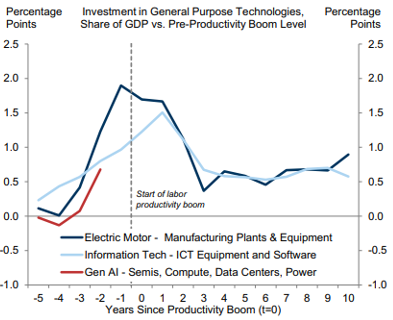 Percentage Points
Investment in General Purpose Technologies,
Share of GDP vs. Pre-Productivity Boom Level
Percentage Points
2.5
2.0
1.5
1.0
0.5
0.0
-0.5
-1.0
2.5
2.0
1.5
1.0
0.5
0.0
-0.5
-1.0
Start of labor
productivity boom
Electric Motor - Manufacturing Plants & Equipment
Information Tech - ICT Equipment and Software
Gen AI - Semis, Compute, Data Centers, Power
-5 -4 -3 -2 -1 0 1 2 3 4 5 6 7 8 9 10
Years Since Productivity Boom (t=0)